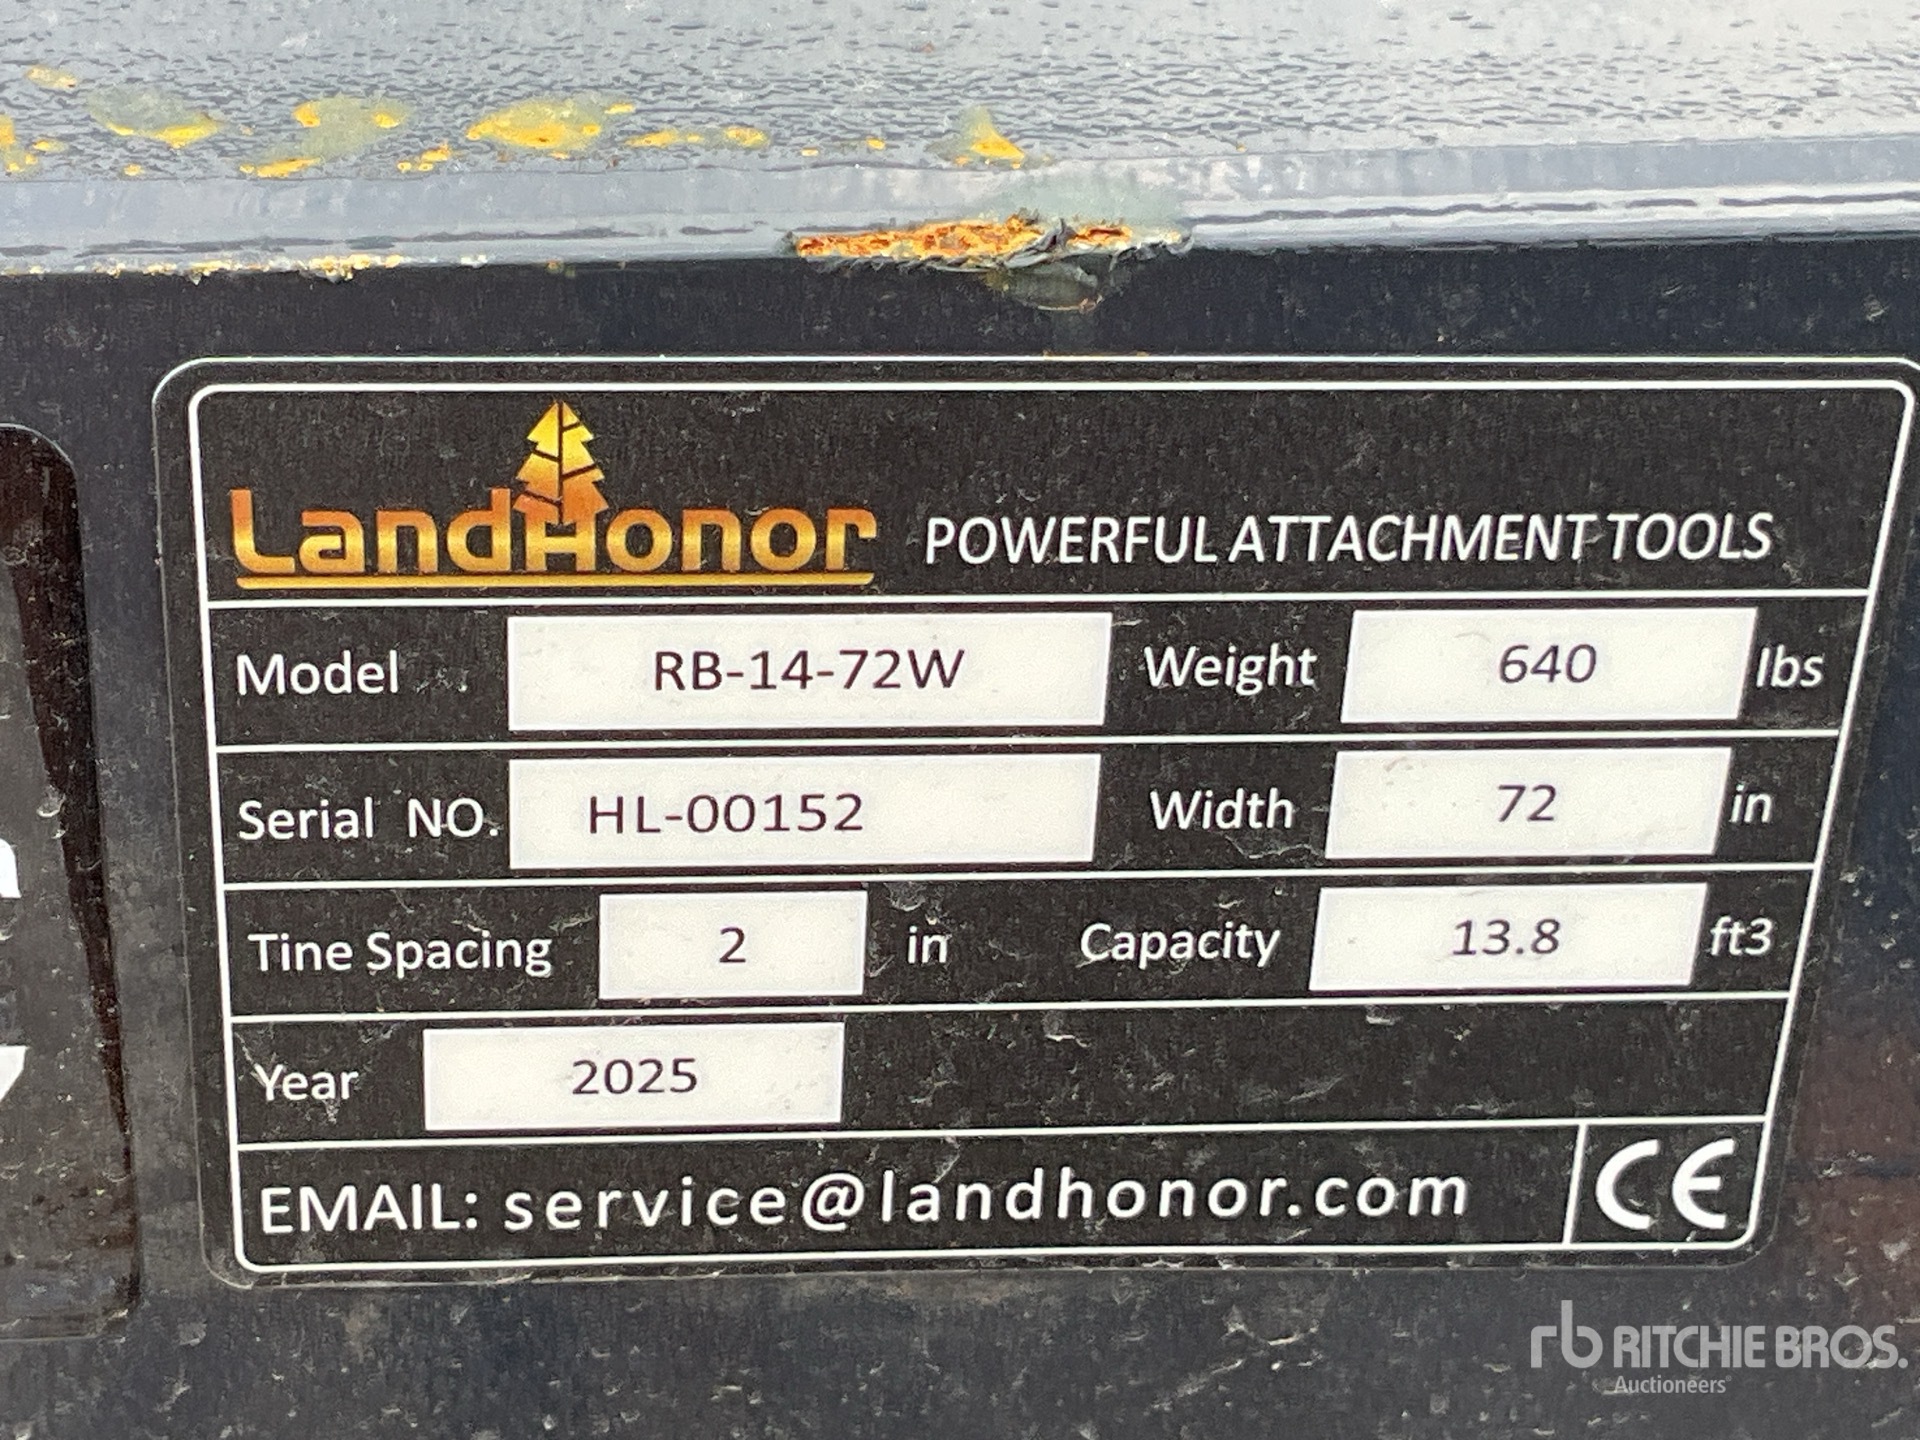 LandHonor POWERFUL ATTACHMENT TOOLS
Model RB-14-72W Weight 640 lbs
Serial NO. HL-00152 Width 72 in
Tine Spacing 2 in Capacity 13.8 ft3
Year 2025
EMAIL: service@landhonor.com CE
rb RITCHIE BROS.
Auctioneers